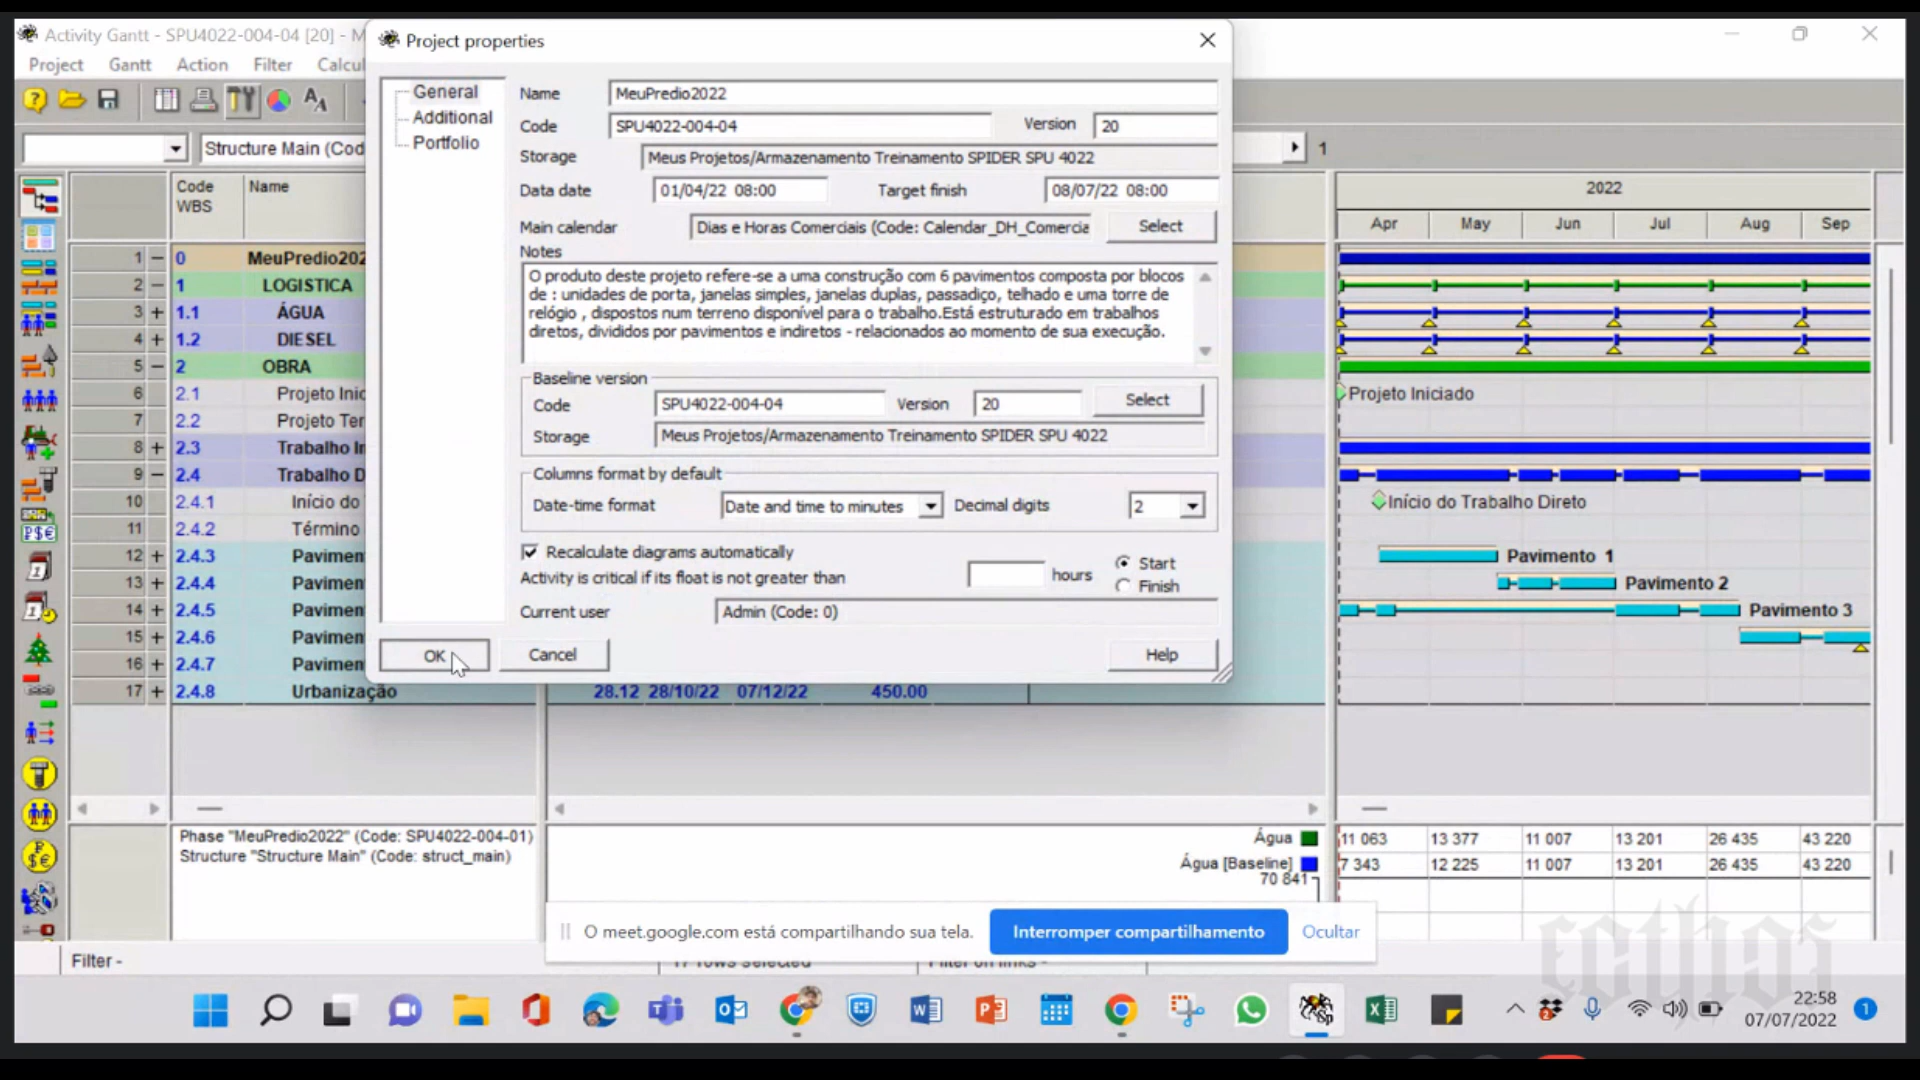 Activity Gantt - SPU4022-004-04 [20] - M
Project Gantt Action Filter Calcul
Project properties
General
Additional
Portfolio
Name MeuPredio2022
Code SPU4022-004-04 Version 20
Storage Meus Projetos/Armazenamento Treinamento SPIDER SPU 4022
Data date 01/04/22 08:00 Target finish 08/07/22 08:00
Main calendar Dias e Horas Comerciais (Code: Calendar_DH_Comercia Select
Notes
O produto deste projeto refere-se a uma construção com 6 pavimentos composta por blocos
de : unidades de porta, janelas simples, janelas duplas, passadiço, telhado e uma torre de
relógio , dispostos num terreno disponível para o trabalho.Está estruturado em trabalhos
diretos, divididos por pavimentos e indiretos - relacionados ao momento de sua execução.
Baseline version
Code SPU4022-004-04 Version 20 Select
Storage Meus Projetos/Armazenamento Treinamento SPIDER SPU 4022
Columns format by default
Date-time format Date and time to minutes Decimal digits 2
Recalculate diagrams automatically
Activity is critical if its float is not greater than hours Start
Finish
Current user Admin (Code: 0)
OK Cancel Help
Structure Main (Cod
1
Code
WBS
Name
1 0 MeuPredio202
2 1 LOGISTICA
3 + 1.1 ÁGUA
4 + 1.2 DIESEL
5 2 OBRA
6 2.1 Projeto Inic
7 2.2 Projeto Ter
8 + 2.3 Trabalho I
9 2.4 Trabalho D
10 2.4.1 Início do
11 2.4.2 Término
12 + 2.4.3 Pavimen
13 + 2.4.4 Pavimen
14 + 2.4.5 Pavimen
15 + 2.4.6 Pavimen
16 + 2.4.7 Pavimen
17 + 2.4.8 Urbanização 28.12 28/10/22 07/12/22 450.00
2022
Apr May Jun Jul Aug Sep
Projeto Iniciado
Início do Trabalho Direto
Pavimento 1
Pavimento 2
Pavimento 3
Phase "MeuPredio2022" (Code: SPU4022-004-01)
Structure "Structure Main" (Code: struct_main)
Água
Água [Baseline]
70 841
11 063 13 377 11 007 13 201 26 435 43 220
7 343 12 225 11 007 13 201 26 435 43 220
O meet.google.com está compartilhando sua tela. Interromper compartilhamento Ocultar
Filter - 17 rows selected Filter on links -
eothos
22:58
07/07/2022
1